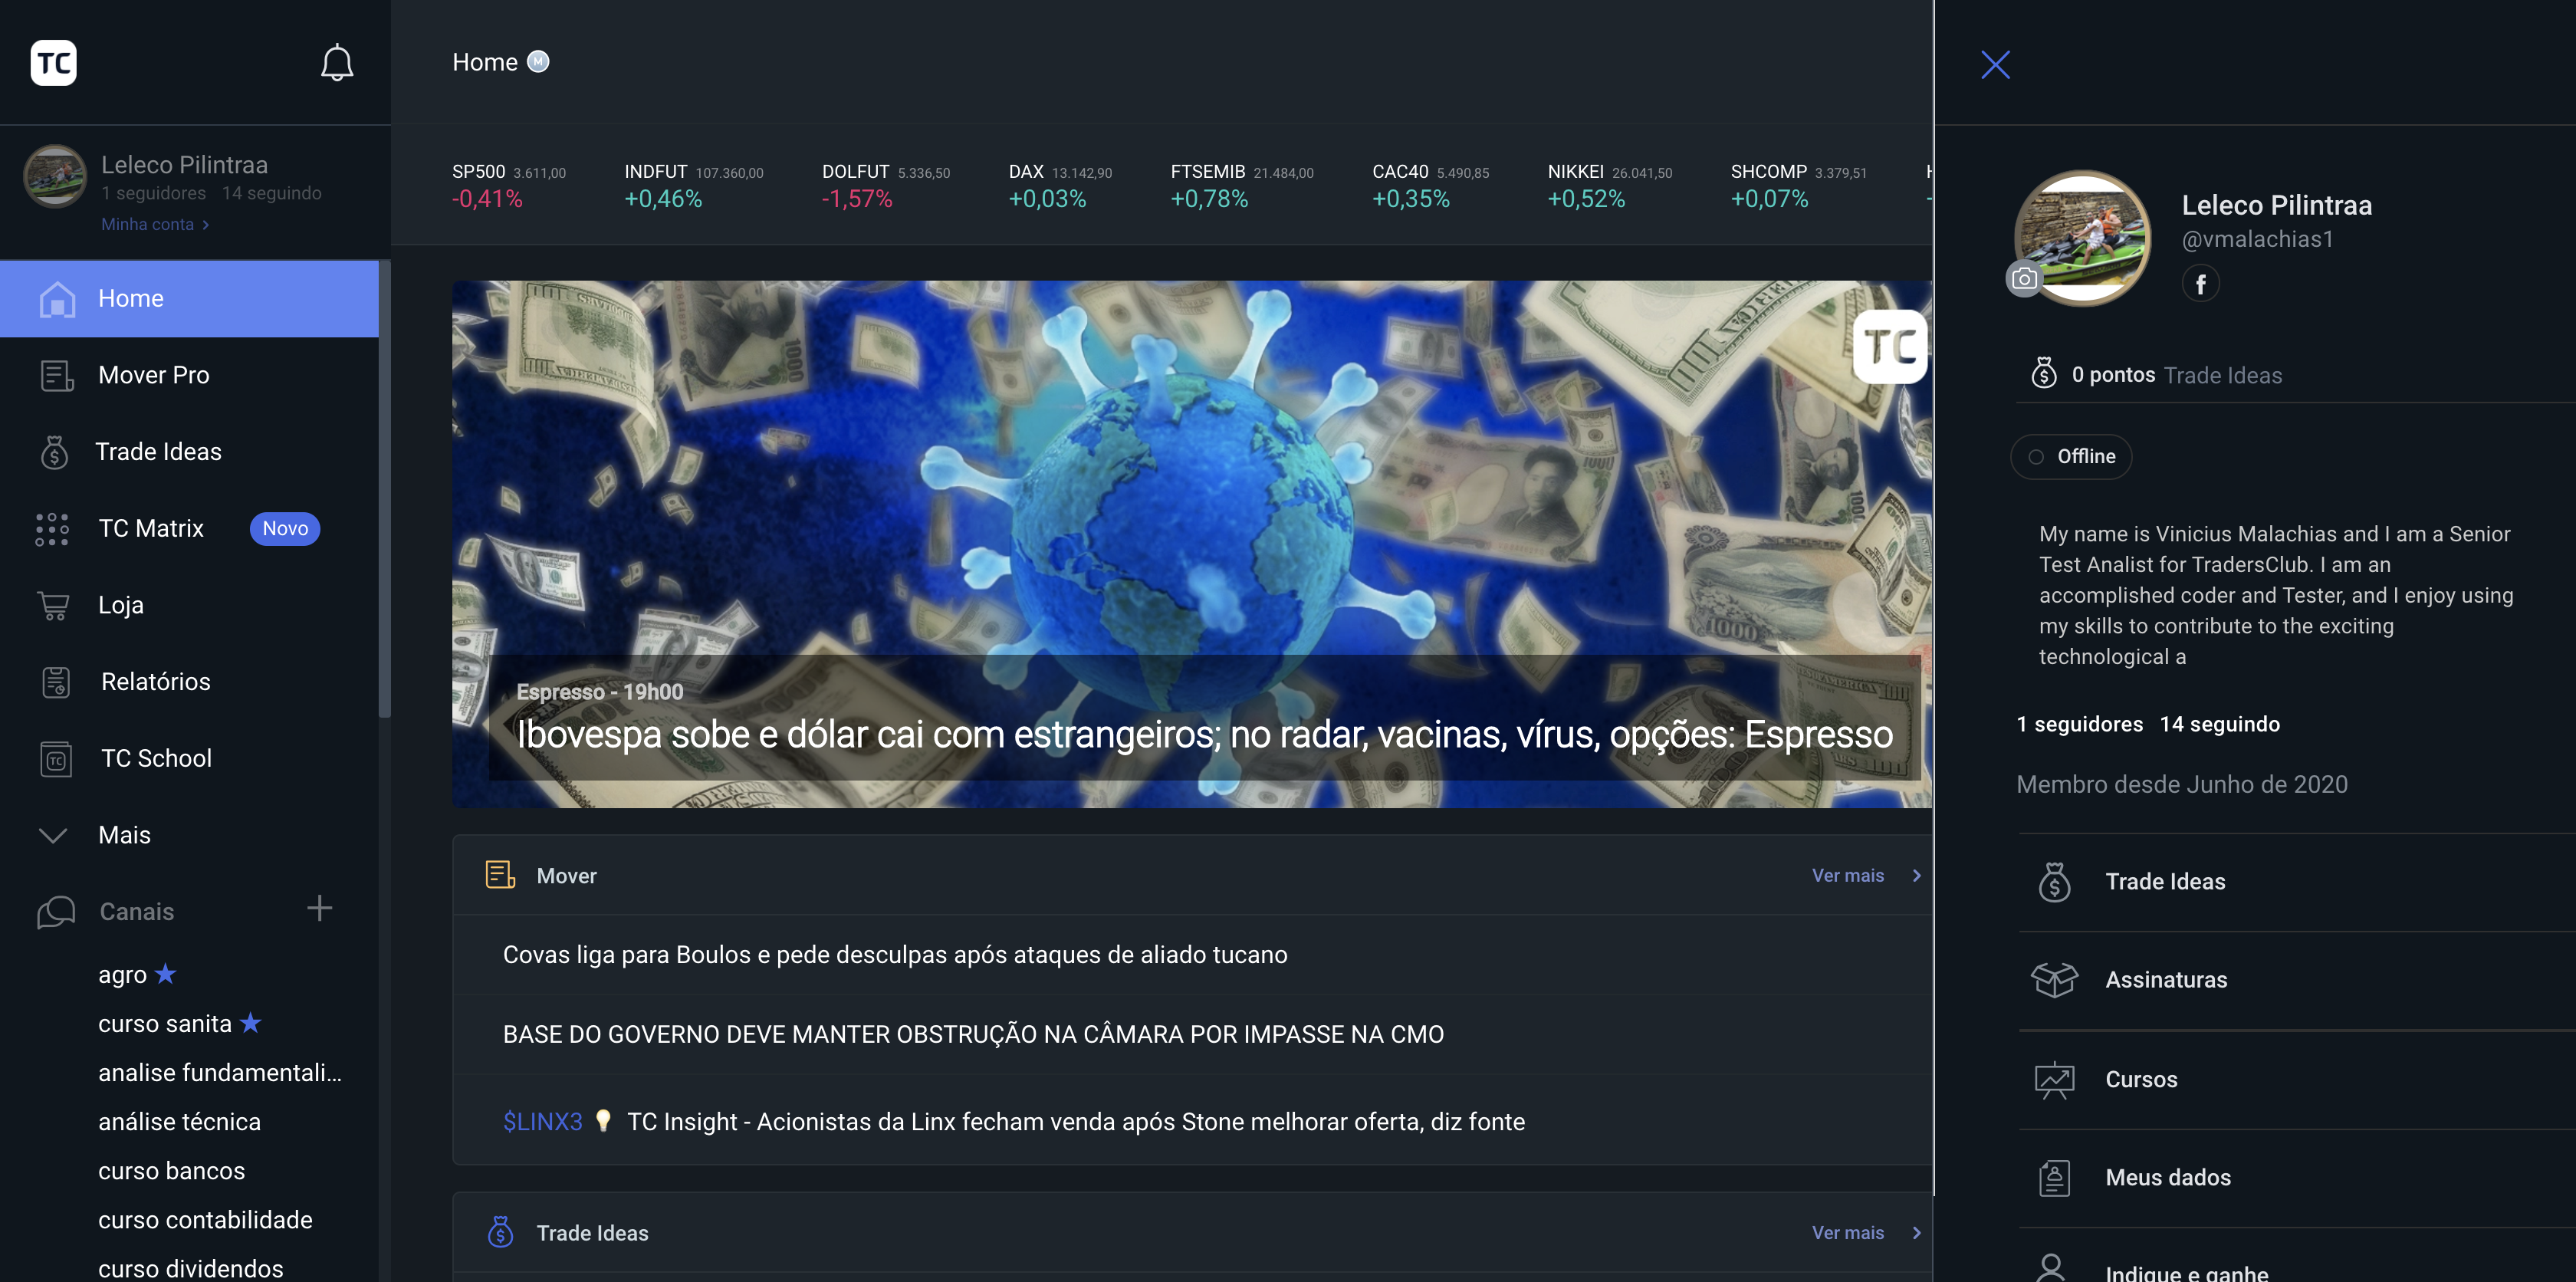 TC
Leleco Pilintraa
1 seguidores 14 seguindo
Minha conta
Home
Mover Pro
Trade Ideas
TC Matrix Novo
Loja
Relatórios
TC School
Mais
Canais
agro
curso sanita
analise fundamentali...
análise técnica
curso bancos
curso contabilidade
curso dividendos
Home M
SP500 3.611,00
-0,41%
INDFUT 107.360,00
+0,46%
DOLFUT 5.336,50
-1,57%
DAX 13.142,90
+0,03%
FTSEMIB 21.484,00
+0,78%
CAC40 5.490,85
+0,35%
NIKKEI 26.041,50
+0,52%
SHCOMP 3.379,51
+0,07%
TC
1000
1000
Espresso - 19h00
Ibovespa sobe e dólar cai com estrangeiros; no radar, vacinas, vírus, opções: Espresso
Mover
Ver mais
Covas liga para Boulos e pede desculpas após ataques de aliado tucano
BASE DO GOVERNO DEVE MANTER OBSTRUÇÃO NA CÂMARA POR IMPASSE NA CMO
$LINX3 TC Insight - Acionistas da Linx fecham venda após Stone melhorar oferta, diz fonte
Trade Ideas
Ver mais
Leleco Pilintraa
@vmalachias1
f
0 pontos Trade Ideas
Offline
My name is Vinicius Malachias and I am a Senior
Test Analist for TradersClub. I am an
accomplished coder and Tester, and I enjoy using
my skills to contribute to the exciting
technological a
1 seguidores 14 seguindo
Membro desde Junho de 2020
Trade Ideas
Assinaturas
Cursos
Meus dados
Indique e ganhe